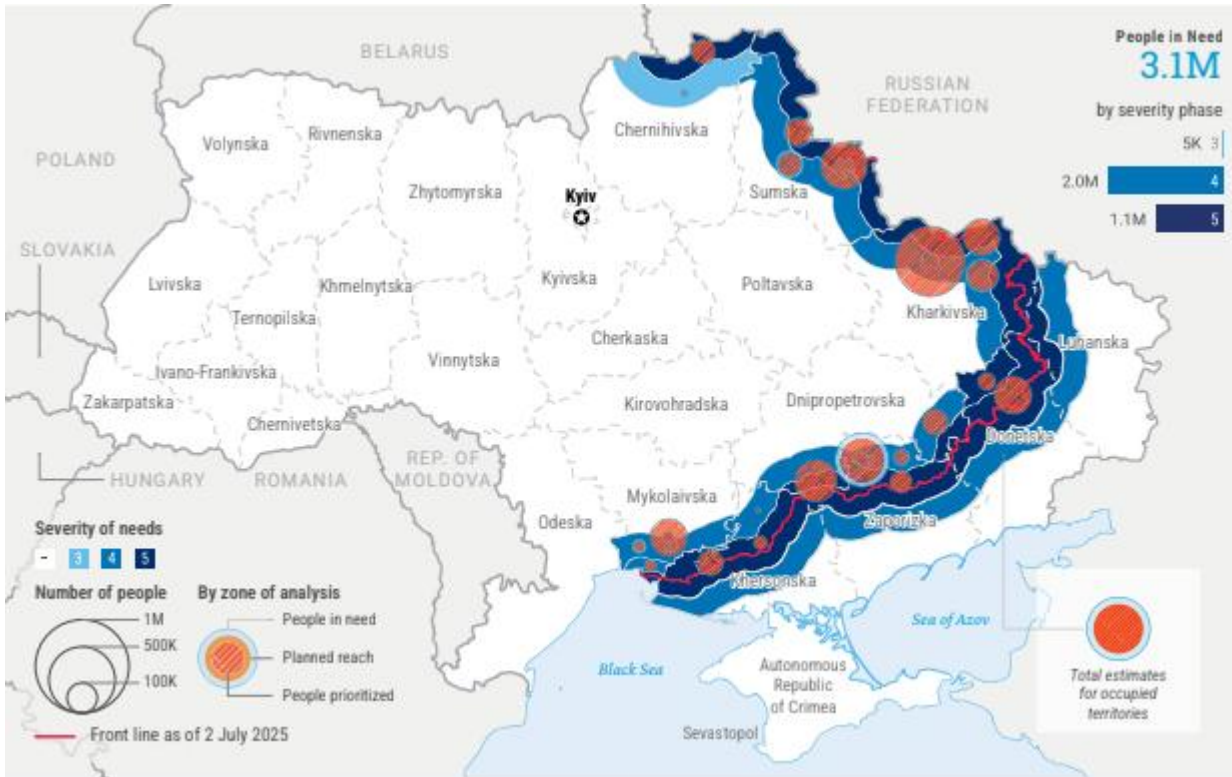 People in Need
3.1M
by severity phase
5K 3
2.0M 4
1.1M 5
BELARUS
RUSSIAN
FEDERATION
POLAND
SLOVAKIA
HUNGARY
ROMANIA
REP. OF
MOLDOVA
Volynska
Rivnenska
Zhytomyrska
Kyiv
Chernihivska
Sumska
Lvivska
Ternopilska
Khmelnytska
Kyivska
Poltavska
Kharkivska
Luhanska
Cherkaska
Vinnytska
Ivano-Frankivska
Zakarpatska
Chernivetska
Kirovohradska
Dnipropetrovska
Donetska
Mykolaivska
Odeska
Zaporizka
Khersonska
Black Sea
Sea of Azov
Autonomous
Republic
of Crimea
Sevastopol
Severity of needs
- 3 4 5
Number of people
1M
500K
100K
By zone of analysis
People in need
Planned reach
People prioritized
Front line as of 2 July 2025
Total estimates
for occupied
territories